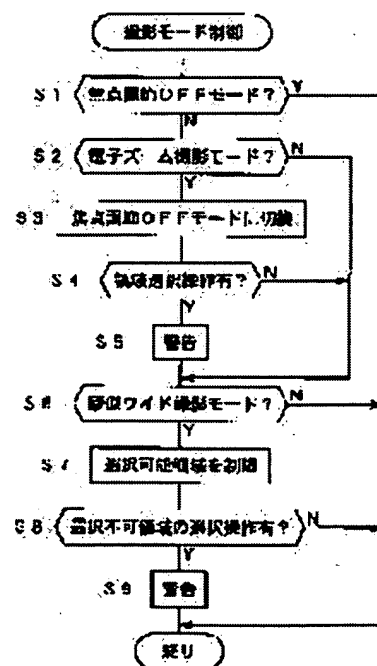 撮影モード制御
S1 焦点調節OFFモード? Y
N
S2 電子ズーム撮影モード? N
Y
S3 焦点調節OFFモードに切換
S4 領域選択操作有? N
Y
S5 警告
S6 疑似ワイド撮影モード? N
Y
S7 選択可能領域を制限
S8 選択不可領域の選択操作有? N
Y
S9 警告
終り